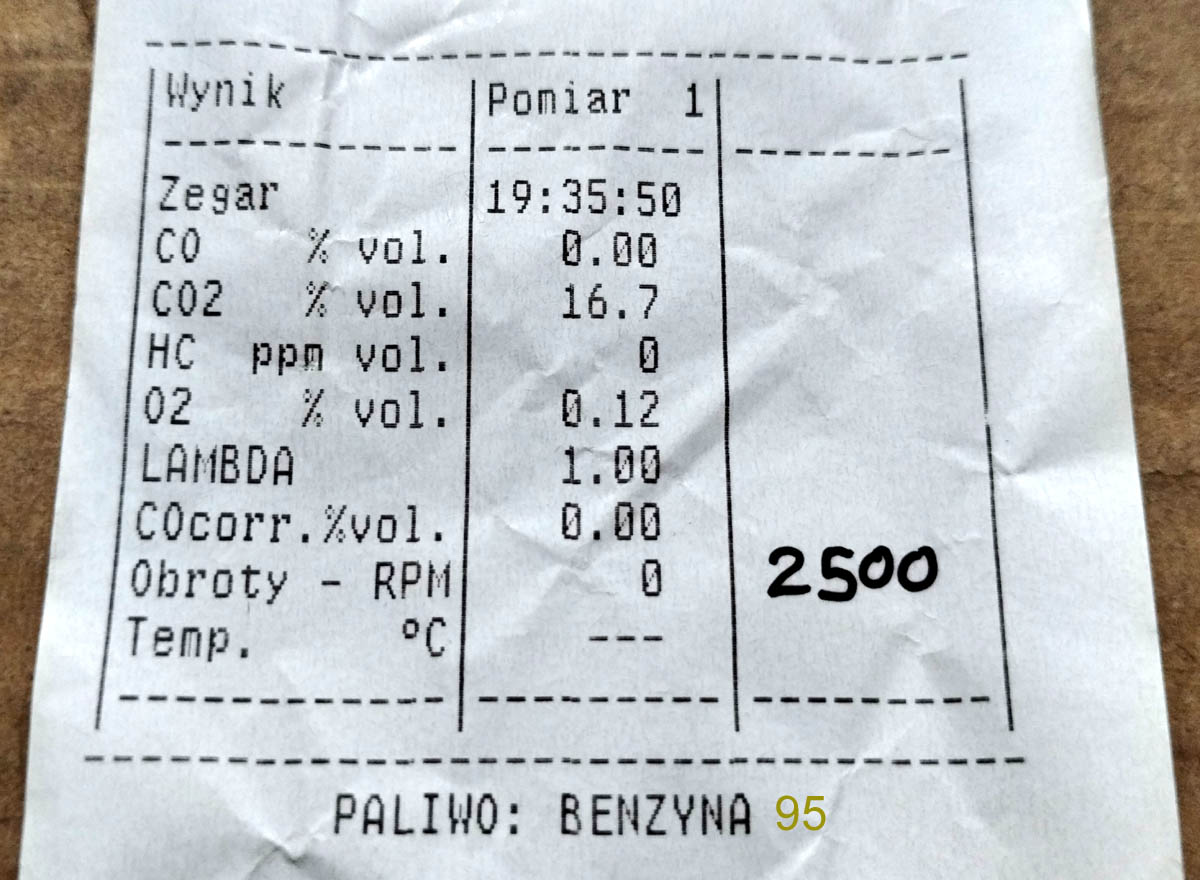 Wynik Pomiar 1
Zegar 19:35:50
CO % vol. 0.00
CO2 % vol. 16.7
HC ppm vol. 0
O2 % vol. 0.12
LAMBDA 1.00
COcorr.%vol. 0.00
Obroty - RPM 0 2500
Temp. °C ---
PALIWO: BENZYNA 95